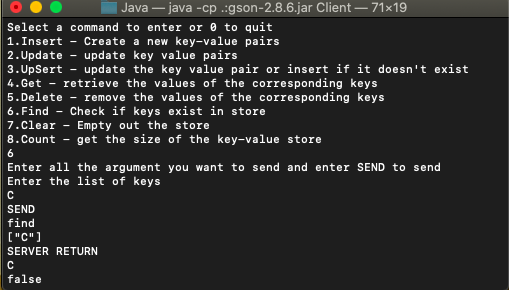 Java — java -cp .:gson-2.8.6.jar Client — 71×19
Select a command to enter or 0 to quit
1.Insert – Create a new key-value pairs
2.Update – update key value pairs
3.UpSert – update the key value pair or insert if it doesn't exist
4.Get – retrieve the values of the corresponding keys
5.Delete – remove the values of the corresponding keys
6.Find – Check if keys exist in store
7.Clear – Empty out the store
8.Count – get the size of the key-value store
6
Enter all the argument you want to send and enter SEND to send
Enter the list of keys
C
SEND
find
["C"]
SERVER RETURN
C
false